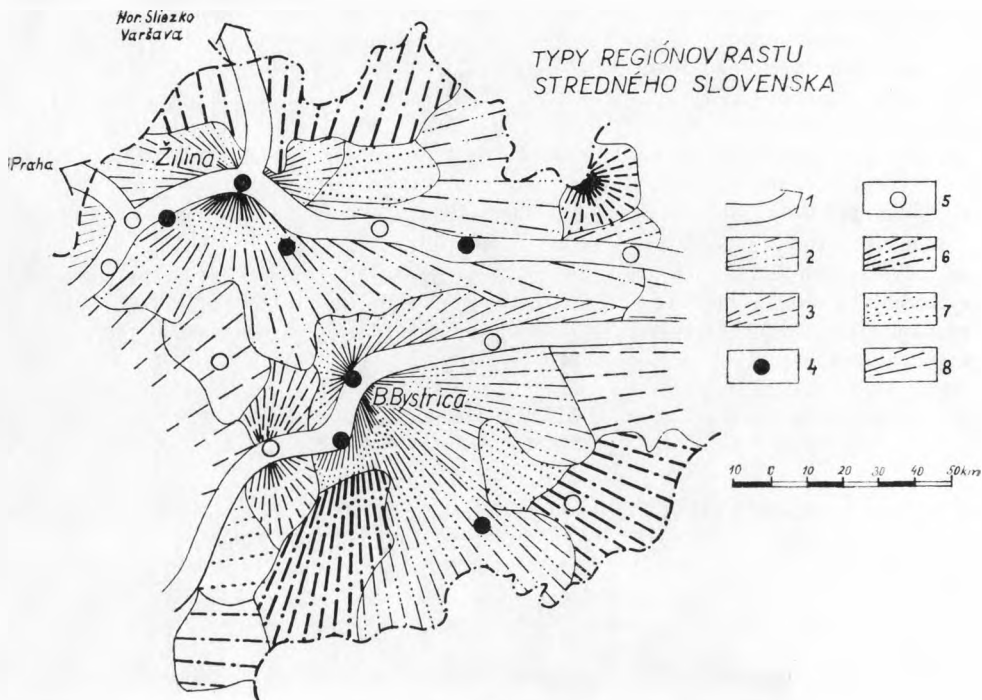 Hor. Sliezko
Varšava
TYPY REGIÓNOV RASTU
STREDNÉHO SLOVENSKA
Praha
Žilina
B.Bystrica
1
2
3
4
5
6
7
8
10 0 10 20 30 40 50km